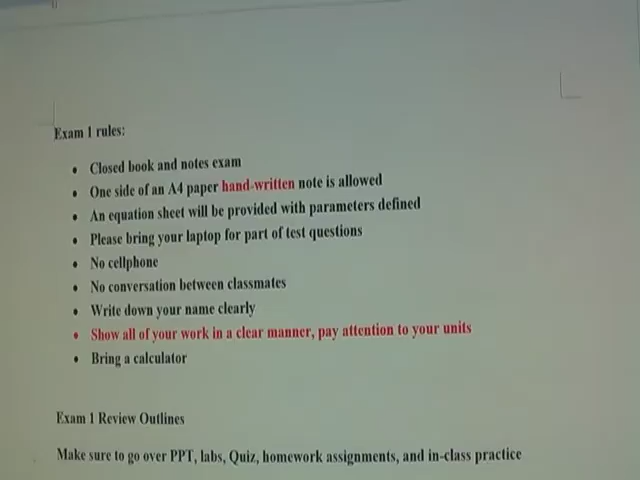 Exam 1 rules:
• Closed book and notes exam
• One side of an A4 paper hand-written note is allowed
• An equation sheet will be provided with parameters defined
• Please bring your laptop for part of test questions
• No cellphone
• No conversation between classmates
• Write down your name clearly
• Show all of your work in a clear manner, pay attention to your units
• Bring a calculator
Exam 1 Review Outlines
Make sure to go over PPT, labs, Quiz, homework assignments, and in-class practice